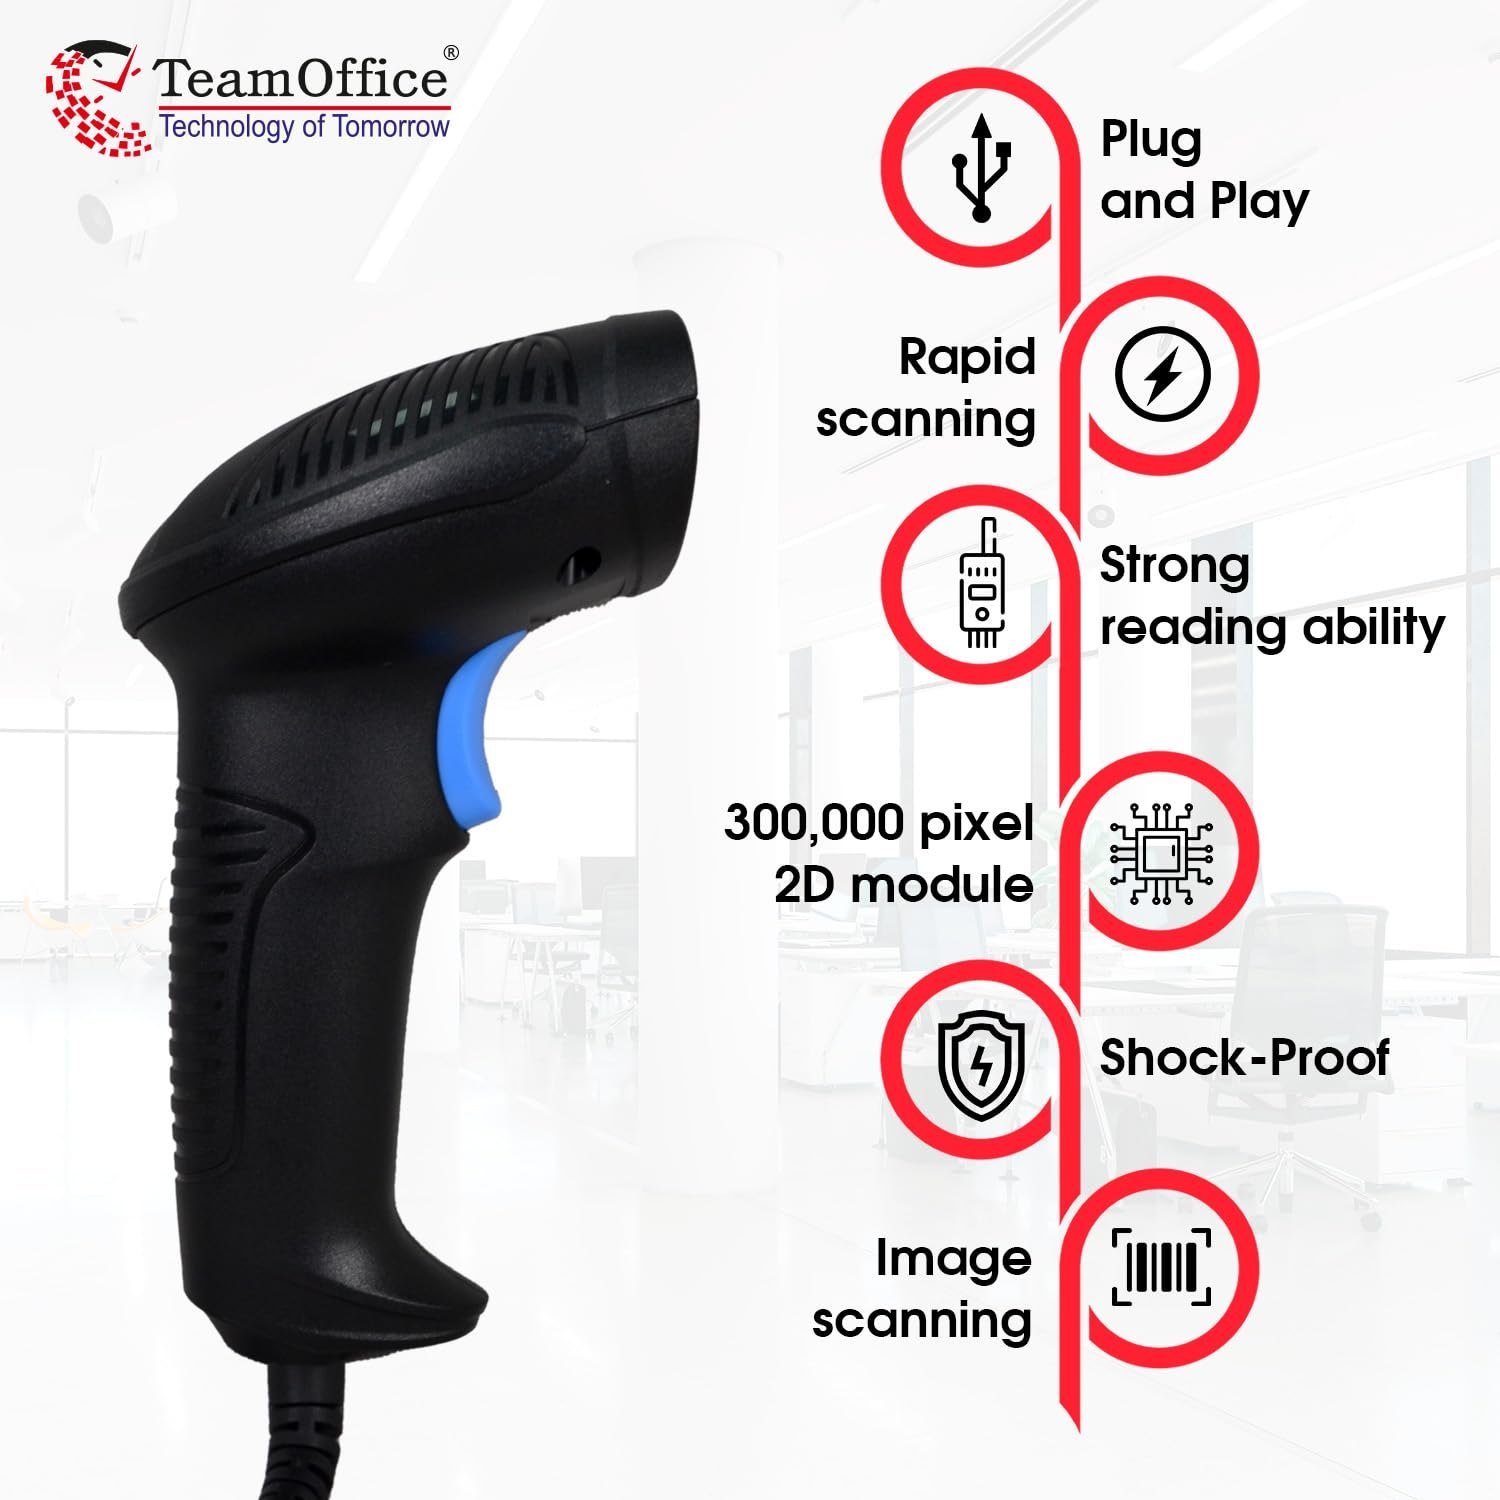 TeamOffice®
Technology of Tomorrow
Plug
and Play
Rapid
scanning
Strong
reading ability
300,000 pixel
2D module
Shock-Proof
Image
scanning